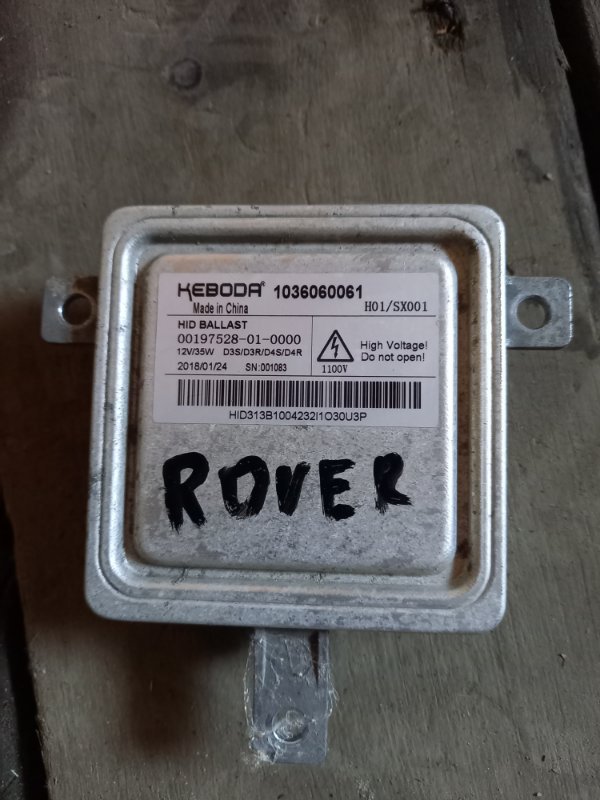 KEBODA® 1036060061
Made in China
H01/SX001
HID BALLAST
00197528-01-0000
12V/35W D3S/D3R/D4S/D4R
2018/01/24 SN:001083
High Voltage!
Do not open!
1100V
HID313B1004232I1O30U3P
ROVER